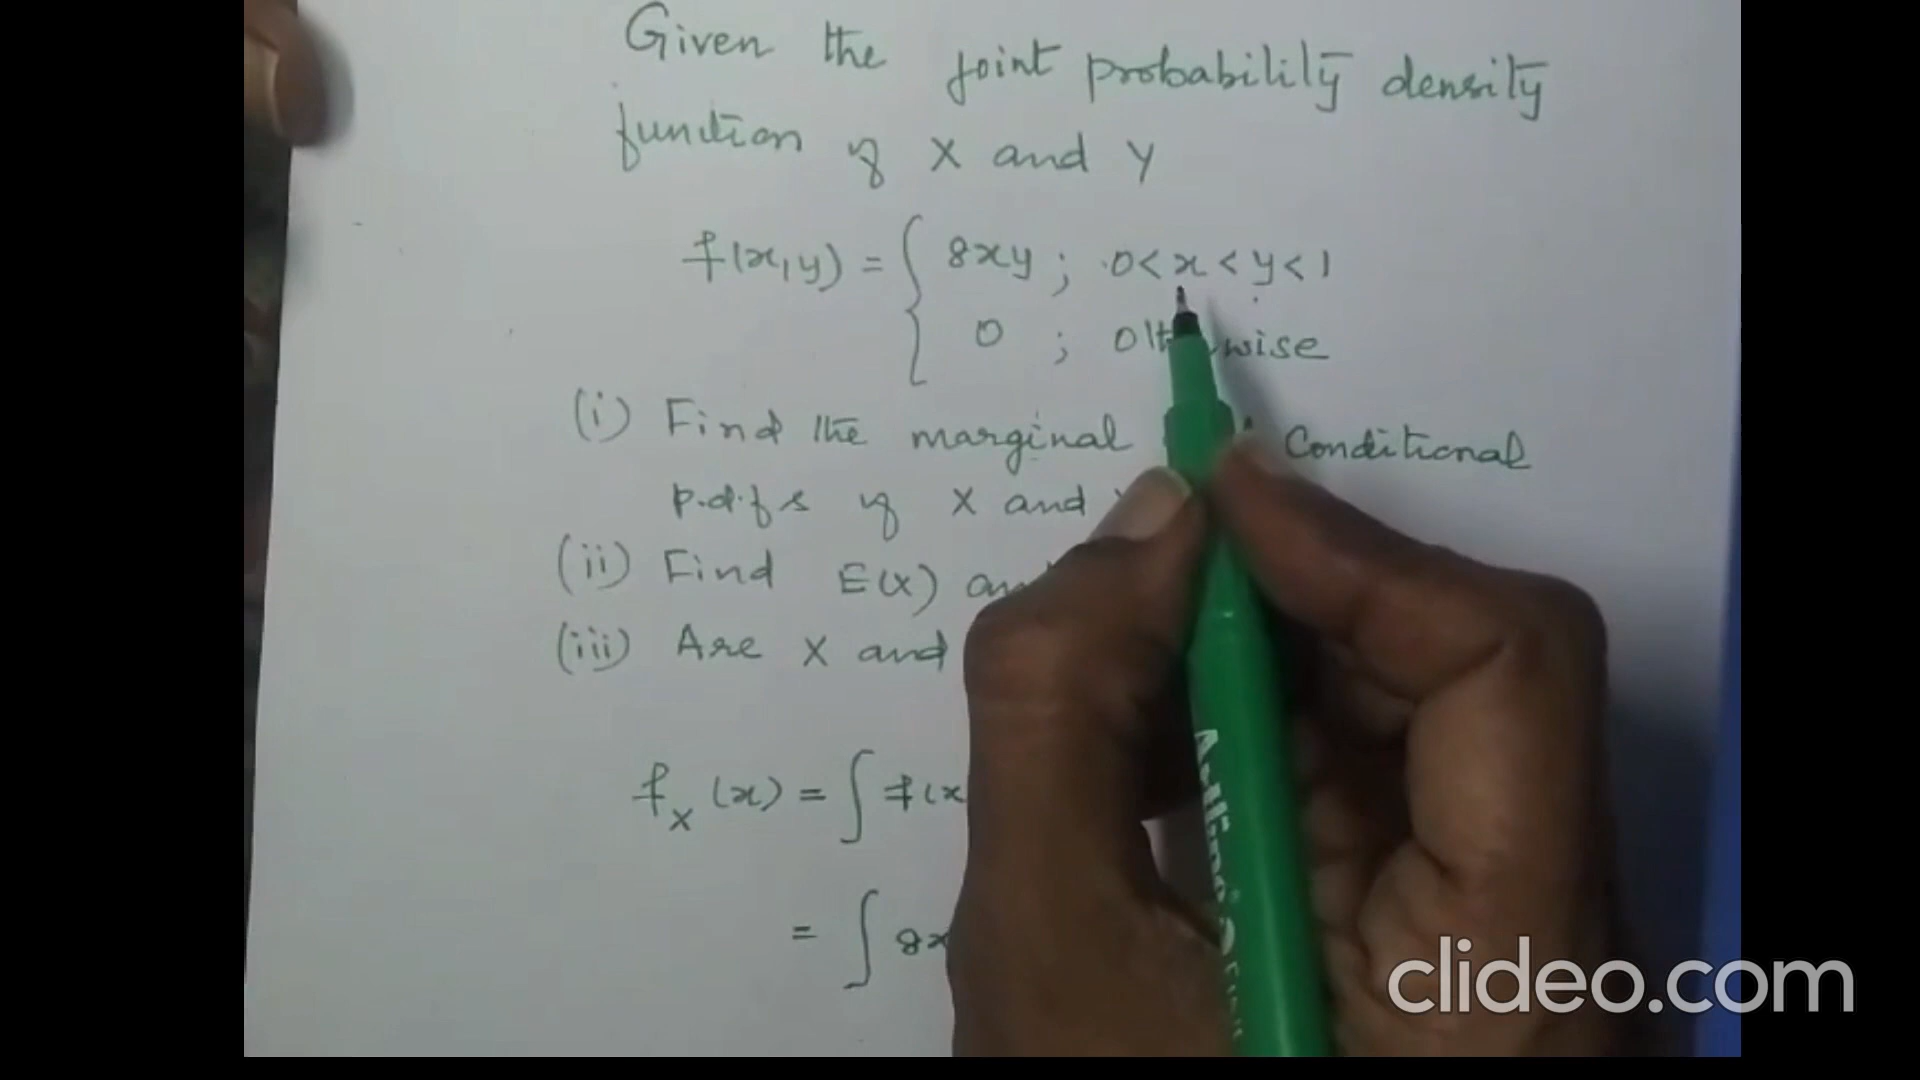 Given the joint probability density
function of X and Y
f(x,y) = { 8xy ; 0<x<y<1
0 ; otherwise
(i) Find the marginal Conditional
p.d.f.s of X and
(ii) Find E(X) and
(iii) Are X and
f_X (x) = ∫ f(x
= ∫ 8x
clideo.com